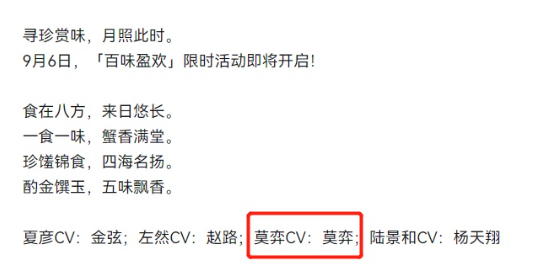 寻珍赏味，月照此时。
9月6日，「百味盈欢」限时活动即将开启！
食在八方，来日悠长。
一食一味，蟹香满堂。
珍馐锦食，四海名扬。
酌金馔玉，五味飘香。
夏彦CV：金弦；左然CV：赵路；莫弈CV：莫弈；陆景和CV：杨天翔